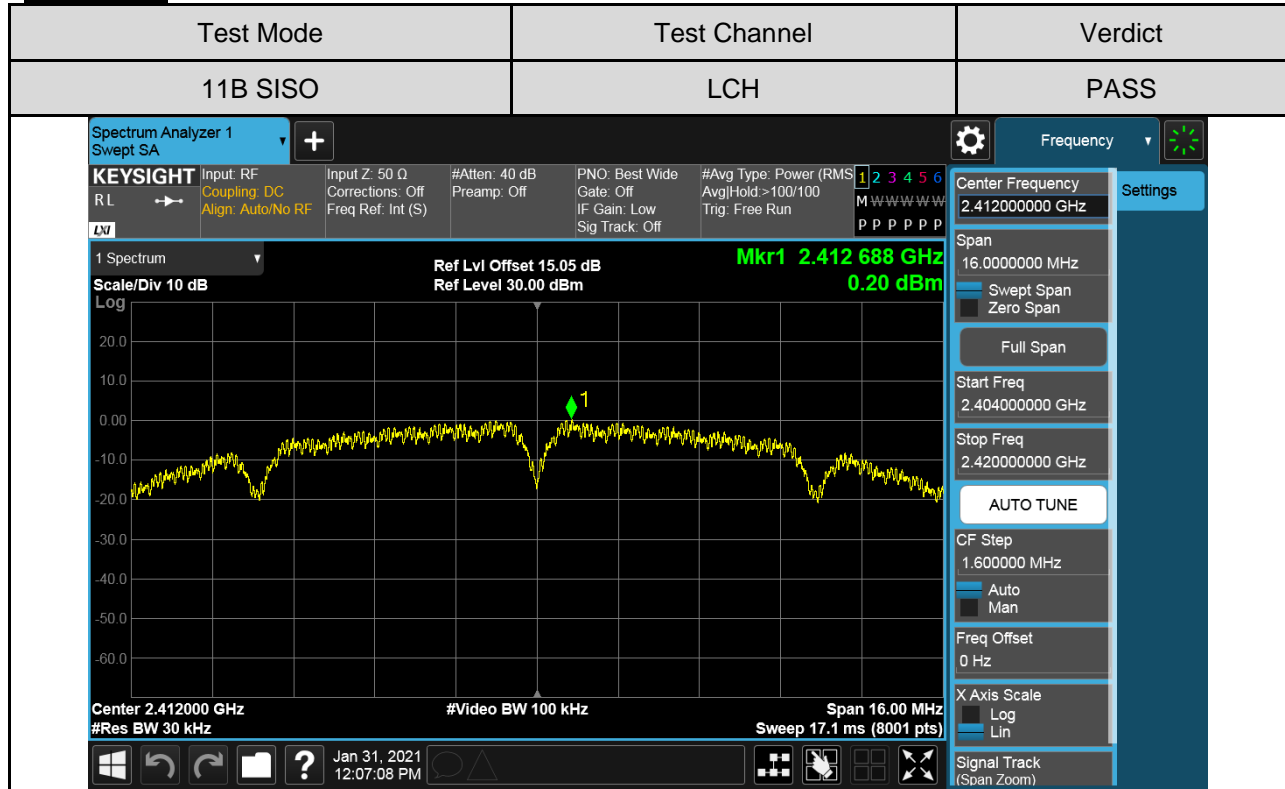 Test Mode Test Channel Verdict
11B SISO LCH PASS
Spectrum Analyzer 1
Swept SA
+
Frequency
KEYSIGHT
R L
LXI
Input: RF
Coupling: DC
Align: Auto/No RF
Input Z: 50 Ω
Corrections: Off
Freq Ref: Int (S)
#Atten: 40 dB
Preamp: Off
PNO: Best Wide
Gate: Off
IF Gain: Low
Sig Track: Off
#Avg Type: Power (RMS
Avg|Hold:>100/100
Trig: Free Run
1 2 3 4 5 6
M W W W W W
P P P P P P
1 Spectrum
Scale/Div 10 dB
Log
Ref Lvl Offset 15.05 dB
Ref Level 30.00 dBm
Mkr1 2.412 688 GHz
0.20 dBm
20.0
10.0
0.00
-10.0
-20.0
-30.0
-40.0
-50.0
-60.0
1
Center 2.412000 GHz
#Res BW 30 kHz
#Video BW 100 kHz
Span 16.00 MHz
Sweep 17.1 ms (8001 pts)
Jan 31, 2021
12:07:08 PM
?
Center Frequency
2.412000000 GHz
Settings
Span
16.0000000 MHz
Swept Span
Zero Span
Full Span
Start Freq
2.404000000 GHz
Stop Freq
2.420000000 GHz
AUTO TUNE
CF Step
1.600000 MHz
Auto
Man
Freq Offset
0 Hz
X Axis Scale
Log
Lin
Signal Track
(Span Zoom)